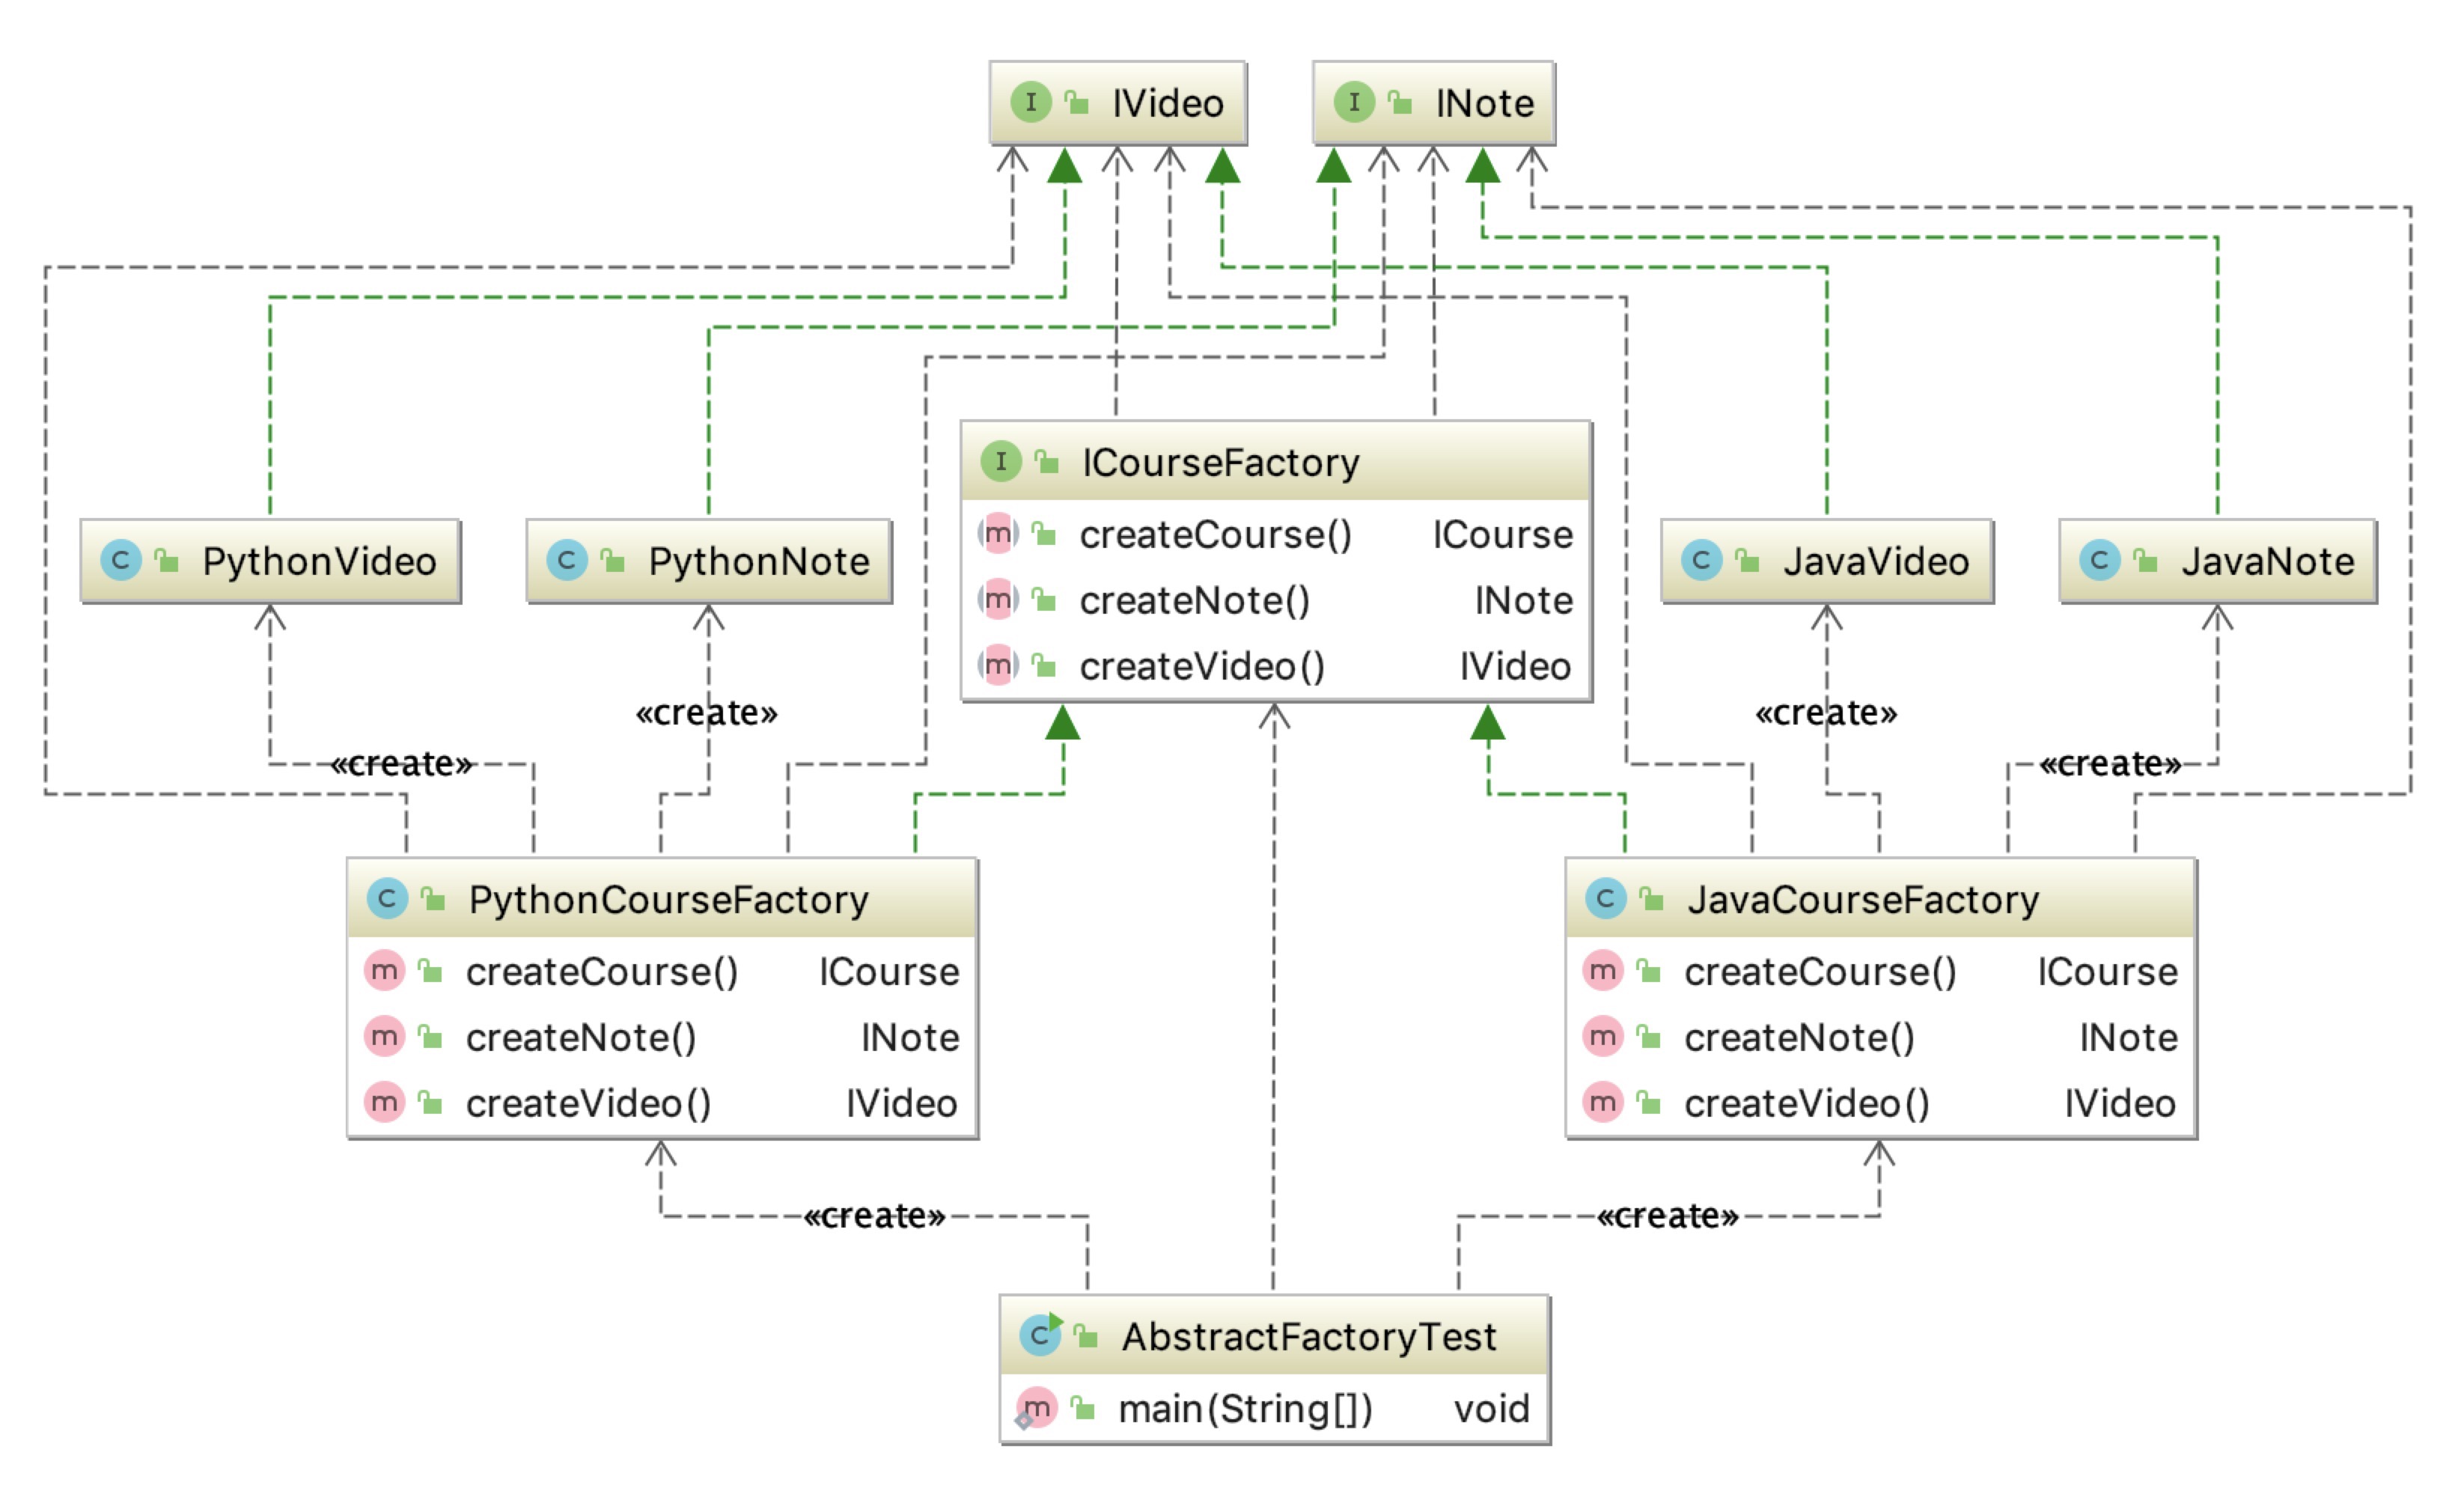 IVideo
INote
ICourseFactory
createCourse() ICourse
createNote() INote
createVideo() IVideo
PythonVideo
PythonNote
JavaVideo
JavaNote
«create»
«create»
«create»
«create»
PythonCourseFactory
createCourse() ICourse
createNote() INote
createVideo() IVideo
JavaCourseFactory
createCourse() ICourse
createNote() INote
createVideo() IVideo
«create»
«create»
AbstractFactoryTest
main(String[]) void